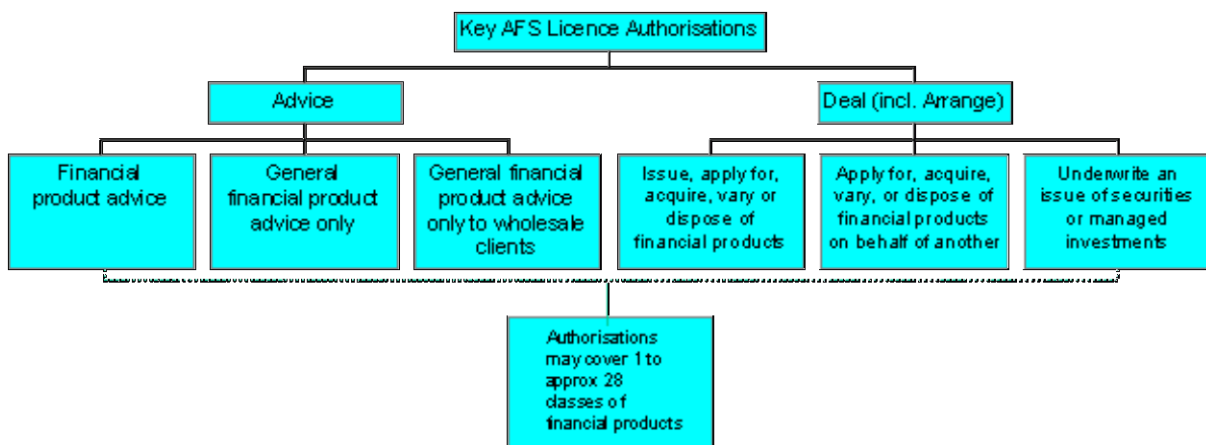 Key AFS Licence Authorisations
Advice
Deal (incl. Arrange)
Financial
product advice
General
financial product
advice only
General financial
product advice
only to wholesale
clients
Issue, apply for,
acquire, vary or
dispose of
financial products
Apply for, acquire,
vary, or dispose of
financial products
on behalf of another
Underwrite an
issue of securities
or managed
investments
Authorisations
may cover 1 to
approx 28
classes of
financial products